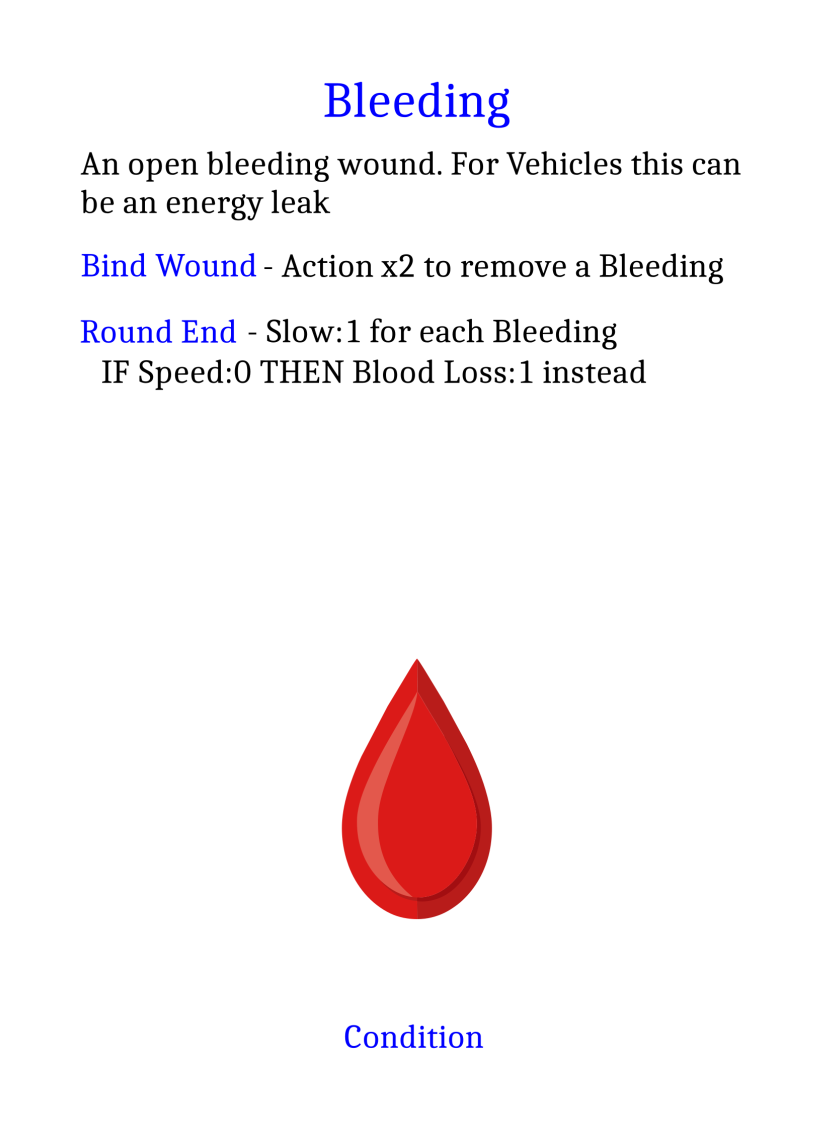 Bleeding
An open bleeding wound. For Vehicles this can
be an energy leak
Bind Wound - Action x2 to remove a Bleeding
Round End - Slow:1 for each Bleeding
IF Speed:0 THEN Blood Loss:1 instead
Condition